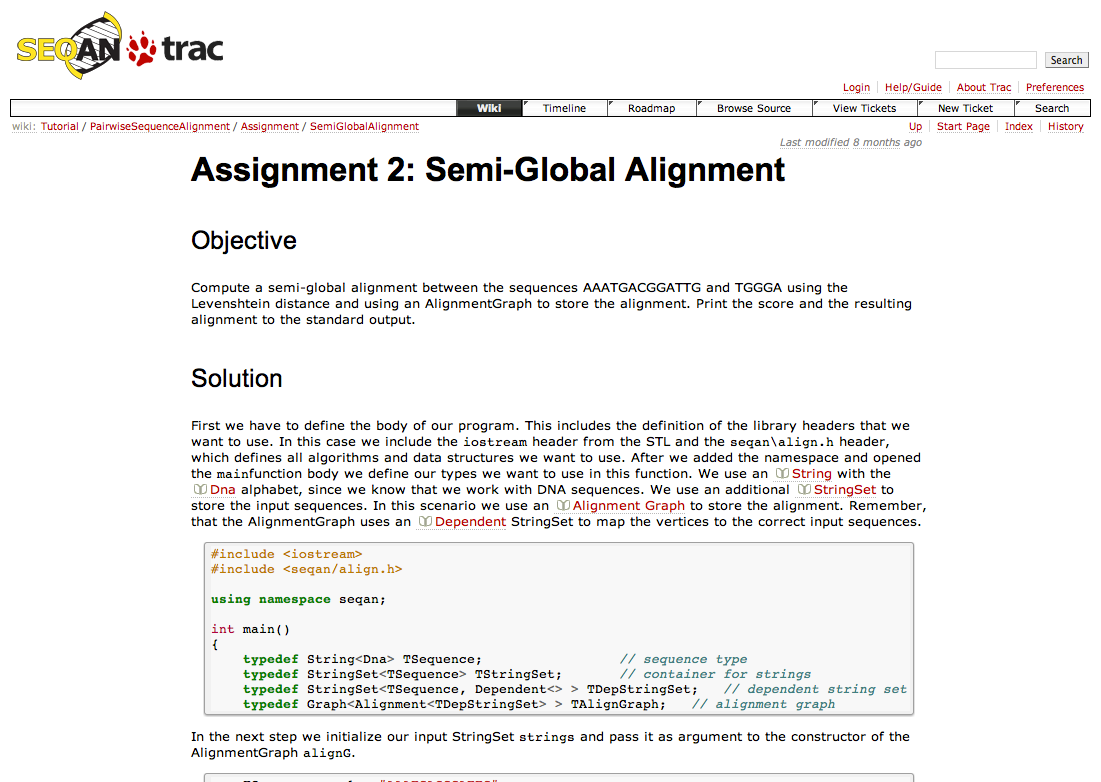 SEQAN trac
Search
Login Help/Guide About Trac Preferences
Wiki Timeline Roadmap Browse Source View Tickets New Ticket Search
wiki: Tutorial / PairwiseSequenceAlignment / Assignment / SemiGlobalAlignment
Up Start Page Index History
Last modified 8 months ago
Assignment 2: Semi-Global Alignment
Objective
Compute a semi-global alignment between the sequences AAATGACGGATTG and TGGGA using the
Levenshtein distance and using an AlignmentGraph to store the alignment. Print the score and the resulting
alignment to the standard output.
Solution
First we have to define the body of our program. This includes the definition of the library headers that we
want to use. In this case we include the iostream header from the STL and the seqan\align.h header,
which defines all algorithms and data structures we want to use. After we added the namespace and opened
the mainfunction body we define our types we want to use in this function. We use an String with the
Dna alphabet, since we know that we work with DNA sequences. We use an additional StringSet to
store the input sequences. In this scenario we use an Alignment Graph to store the alignment. Remember,
that the AlignmentGraph uses an Dependent StringSet to map the vertices to the correct input sequences.
#include <iostream>
#include <seqan/align.h>
using namespace seqan;
int main()
{
typedef String<Dna> TSequence; // sequence type
typedef StringSet<TSequence> TStringSet; // container for strings
typedef StringSet<TSequence, Dependent<> > TDepStringSet; // dependent string set
typedef Graph<Alignment<TDepStringSet> > TAlignGraph; // alignment graph
In the next step we initialize our input StringSet strings and pass it as argument to the constructor of the
AlignmentGraph alignG.